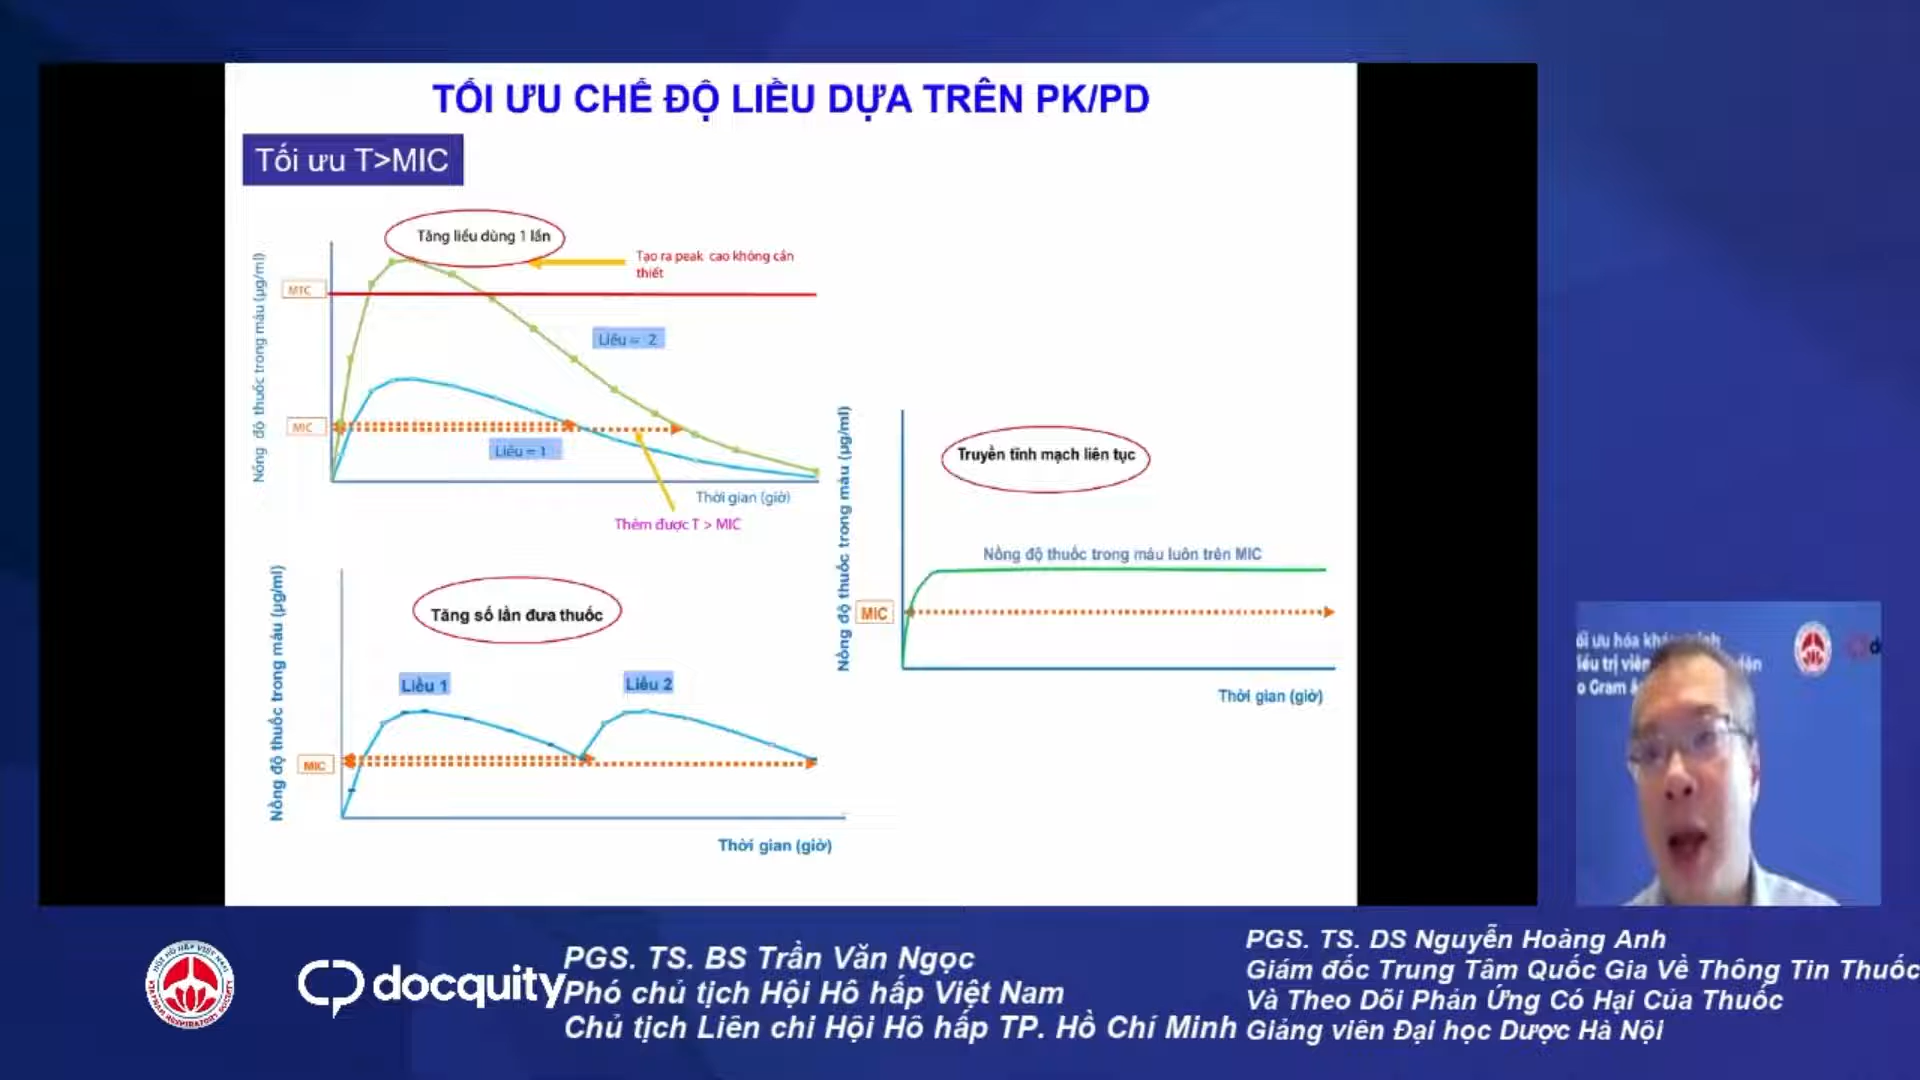 TỐI ƯU CHẾ ĐỘ LIỀU DỰA TRÊN PK/PD
Tối ưu T>MIC
Tăng liều dùng 1 lần
Tạo ra peak cao không cần
thiết
MTC
Liều = 2
MIC
Liều = 1
Nồng độ thuốc trong máu (µg/ml)
Thời gian (giờ)
Thêm được T > MIC
Truyền tĩnh mạch liên tục
Nồng độ thuốc trong máu luôn trên MIC
MIC
Nồng độ thuốc trong máu (µg/ml)
Thời gian (giờ)
Tăng số lần đưa thuốc
Liều 1
Liều 2
MIC
Nồng độ thuốc trong máu (µg/ml)
Thời gian (giờ)
ối ưu hóa
iều trị viên
o Gram
docquity
PGS. TS. BS Trần Văn Ngọc
Phó chủ tịch Hội Hô hấp Việt Nam
Chủ tịch Liên chi Hội Hô hấp TP. Hồ Chí Minh
PGS. TS. DS Nguyễn Hoàng Anh
Giám đốc Trung Tâm Quốc Gia Về Thông Tin Thuốc
Và Theo Dõi Phản Ứng Có Hại Của Thuốc
Giảng viên Đại học Dược Hà Nội